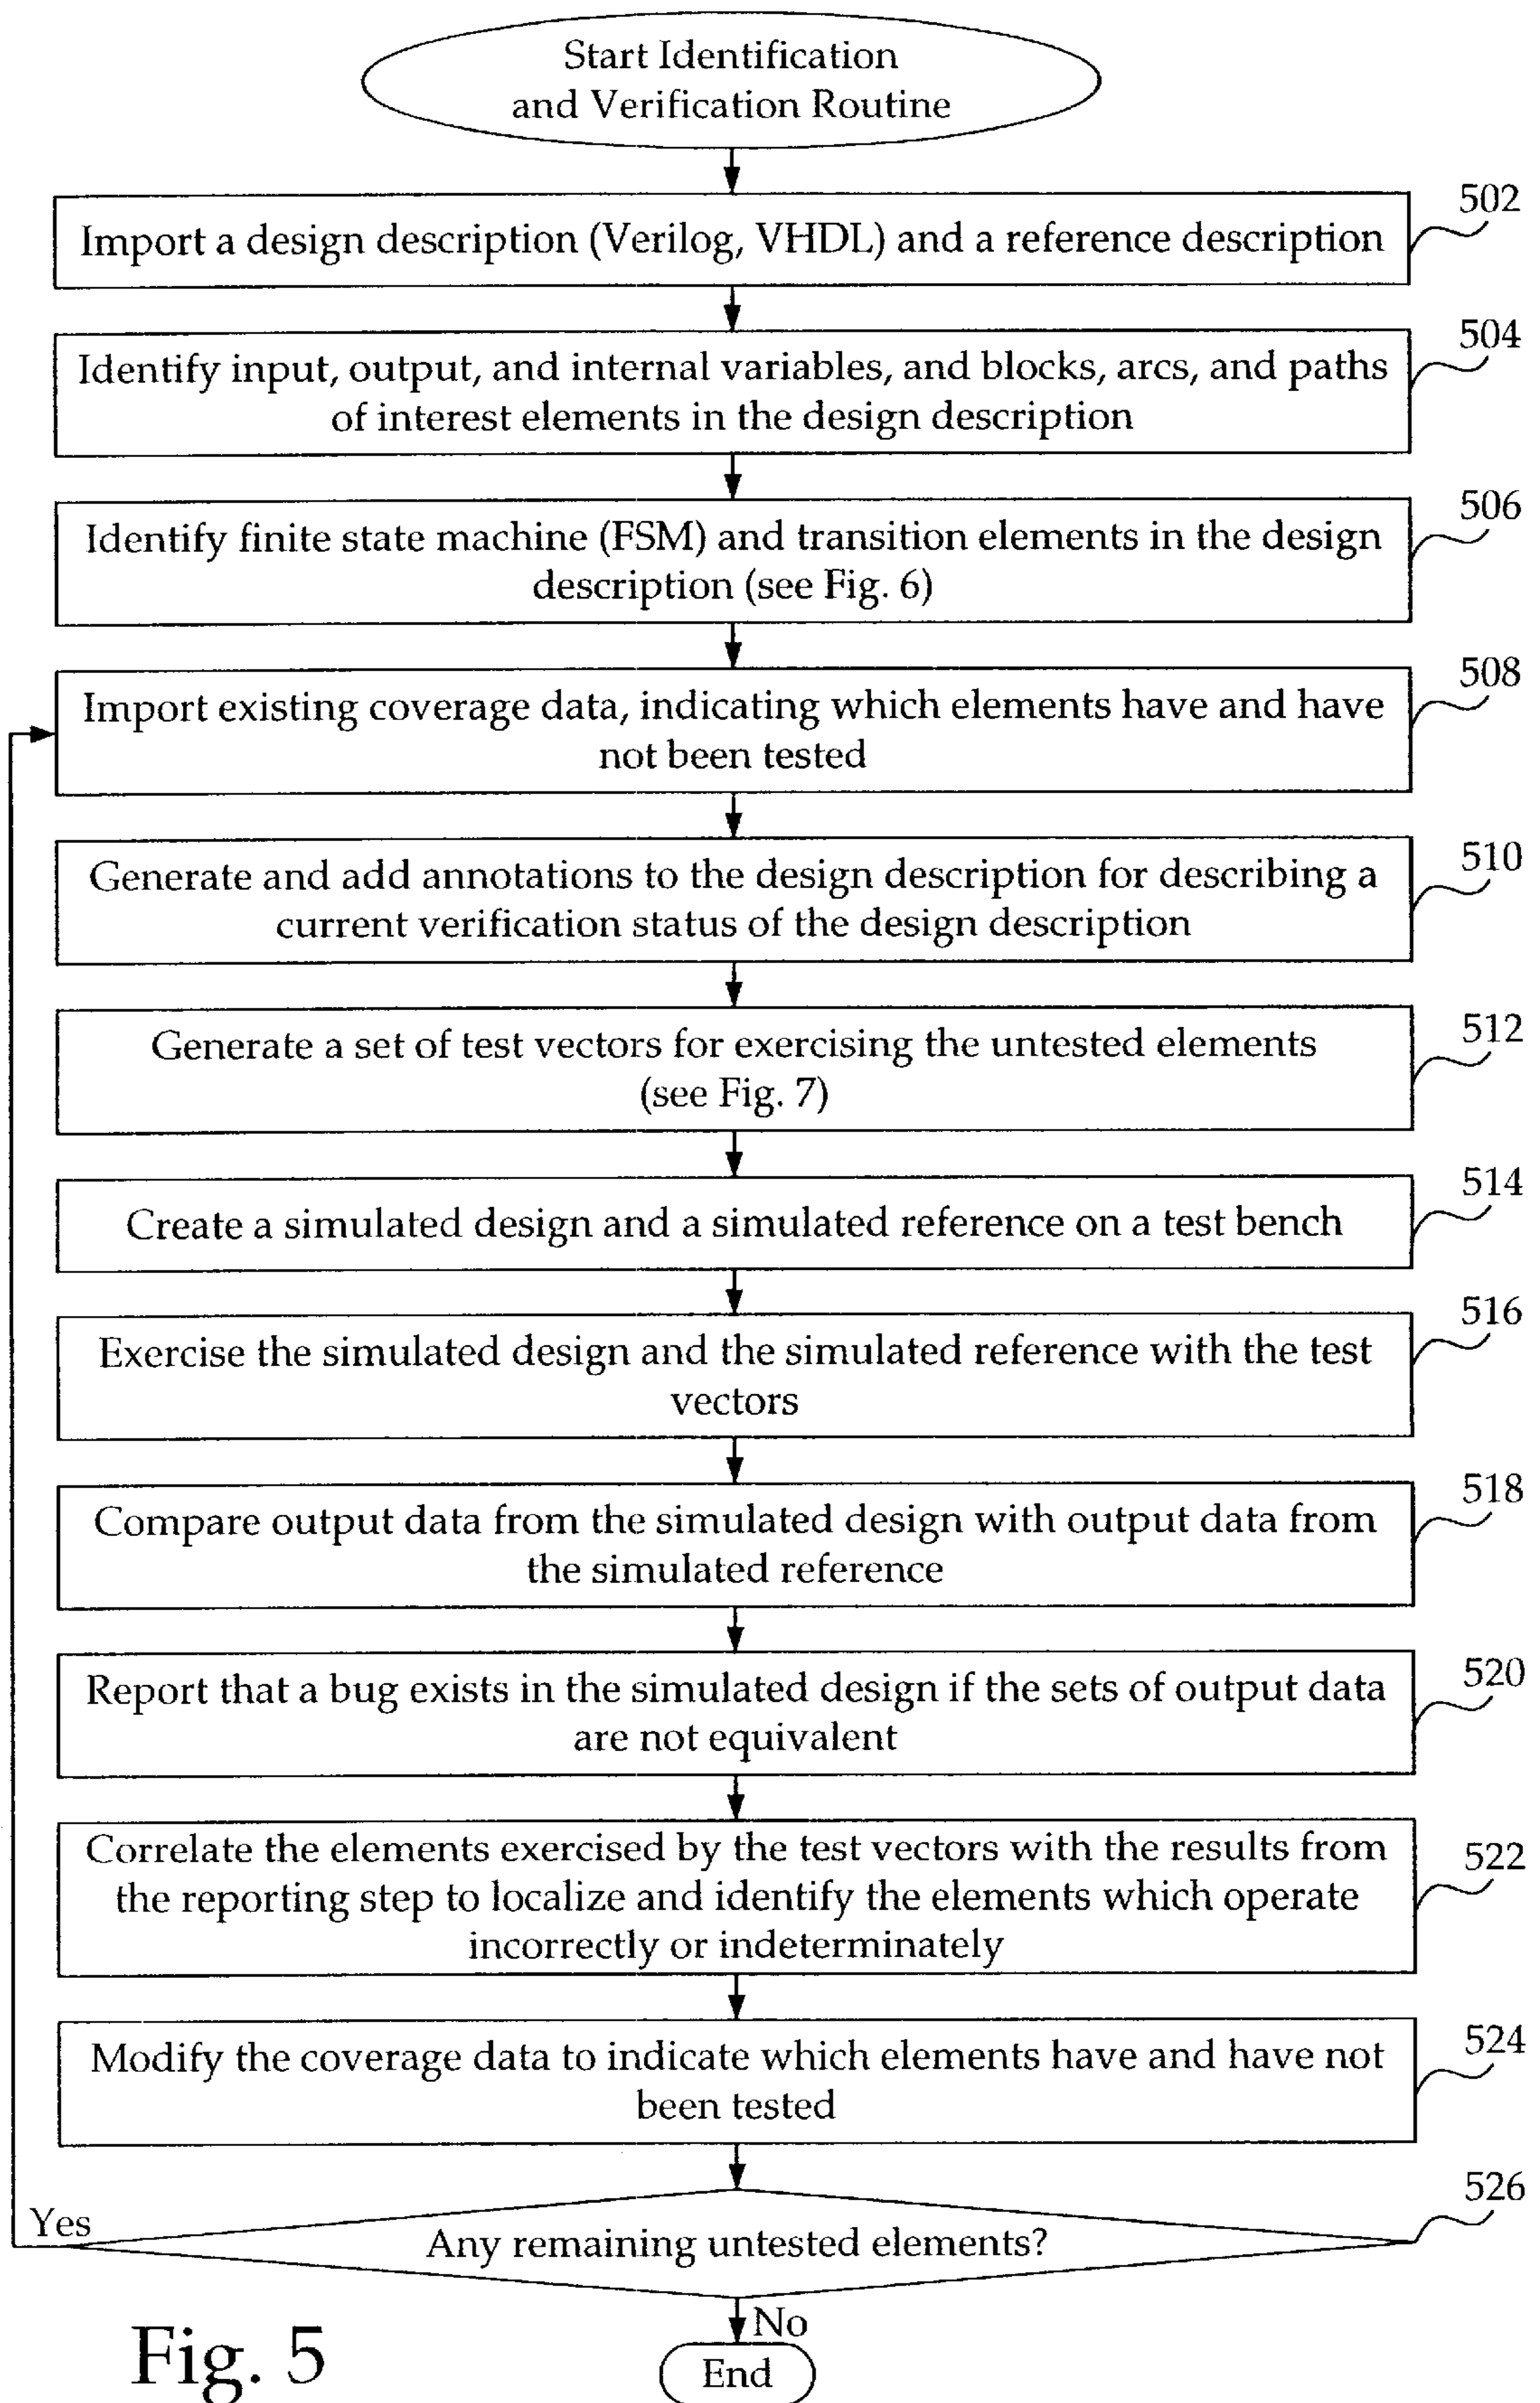 Start Identification
and Verification Routine
502
Import a design description (Verilog, VHDL) and a reference description
504
Identify input, output, and internal variables, and blocks, arcs, and paths
of interest elements in the design description
506
Identify finite state machine (FSM) and transition elements in the design
description (see Fig. 6)
508
Import existing coverage data, indicating which elements have and have
not been tested
510
Generate and add annotations to the design description for describing a
current verification status of the design description
512
Generate a set of test vectors for exercising the untested elements
(see Fig. 7)
514
Create a simulated design and a simulated reference on a test bench
516
Exercise the simulated design and the simulated reference with the test
vectors
518
Compare output data from the simulated design with output data from
the simulated reference
520
Report that a bug exists in the simulated design if the sets of output data
are not equivalent
522
Correlate the elements exercised by the test vectors with the results from
the reporting step to localize and identify the elements which operate
incorrectly or indeterminately
524
Modify the coverage data to indicate which elements have and have not
been tested
526
Yes
Any remaining untested elements?
No
End
Fig. 5